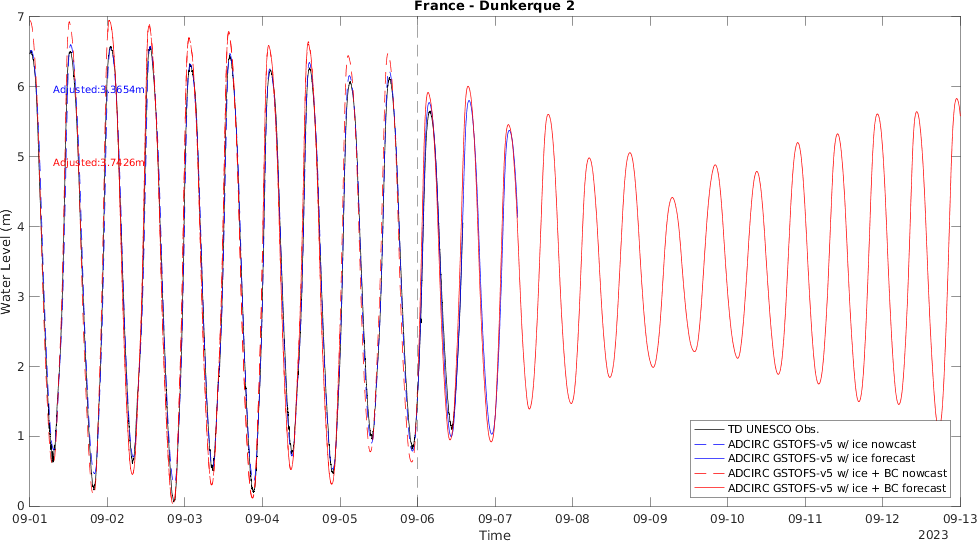 France - Dunkerque 2
7
6
5
4
3
2
1
0
Water Level (m)
Adjusted:3.3654m
Adjusted:3.7426m
TD UNESCO Obs.
ADCIRC GSTOFS-v5 w/ ice nowcast
ADCIRC GSTOFS-v5 w/ ice forecast
ADCIRC GSTOFS-v5 w/ ice + BC nowcast
ADCIRC GSTOFS-v5 w/ ice + BC forecast
09-01 09-02 09-03 09-04 09-05 09-06 09-07 09-08 09-09 09-10 09-11 09-12 09-13
Time
2023